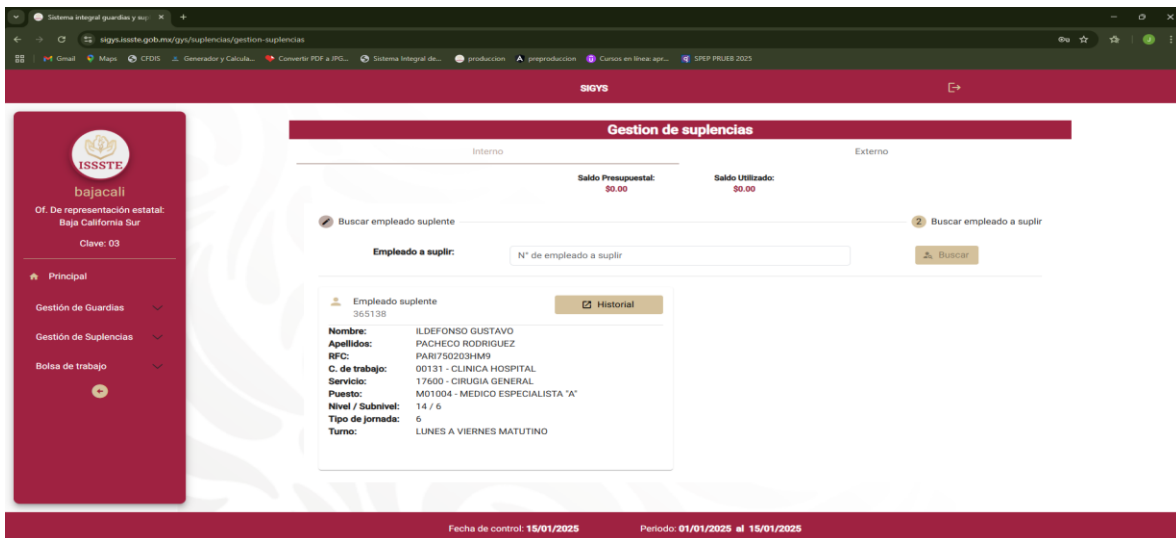 Sistema integral guardias y sup
sigys.issste.gob.mx/gys/suplencias/gestion-suplencias
Gmail Maps CFDIS Generador y Calcula... Convertir PDF a JPG... Sistema Integral de... produccion preproduccion Cursos en línea: apr... SPEP PRUEB 2025
SIGYS
ISSSTE
bajacali
Of. De representación estatal:
Baja California Sur
Clave: 03
Principal
Gestión de Guardias
Gestión de Suplencias
Bolsa de trabajo
Gestion de suplencias
Interno Externo
Saldo Presupuestal: Saldo Utilizado:
$0.00 $0.00
Buscar empleado suplente 2 Buscar empleado a suplir
Empleado a suplir: N° de empleado a suplir Buscar
Empleado suplente Historial
365138
Nombre: ILDEFONSO GUSTAVO
Apellidos: PACHECO RODRIGUEZ
RFC: PARI750203HM9
C. de trabajo: 00131 - CLINICA HOSPITAL
Servicio: 17600 - CIRUGIA GENERAL
Puesto: M01004 - MEDICO ESPECIALISTA "A"
Nivel / Subnivel: 14 / 6
Tipo de jornada: 6
Turno: LUNES A VIERNES MATUTINO
Fecha de control: 15/01/2025 Periodo: 01/01/2025 al 15/01/2025